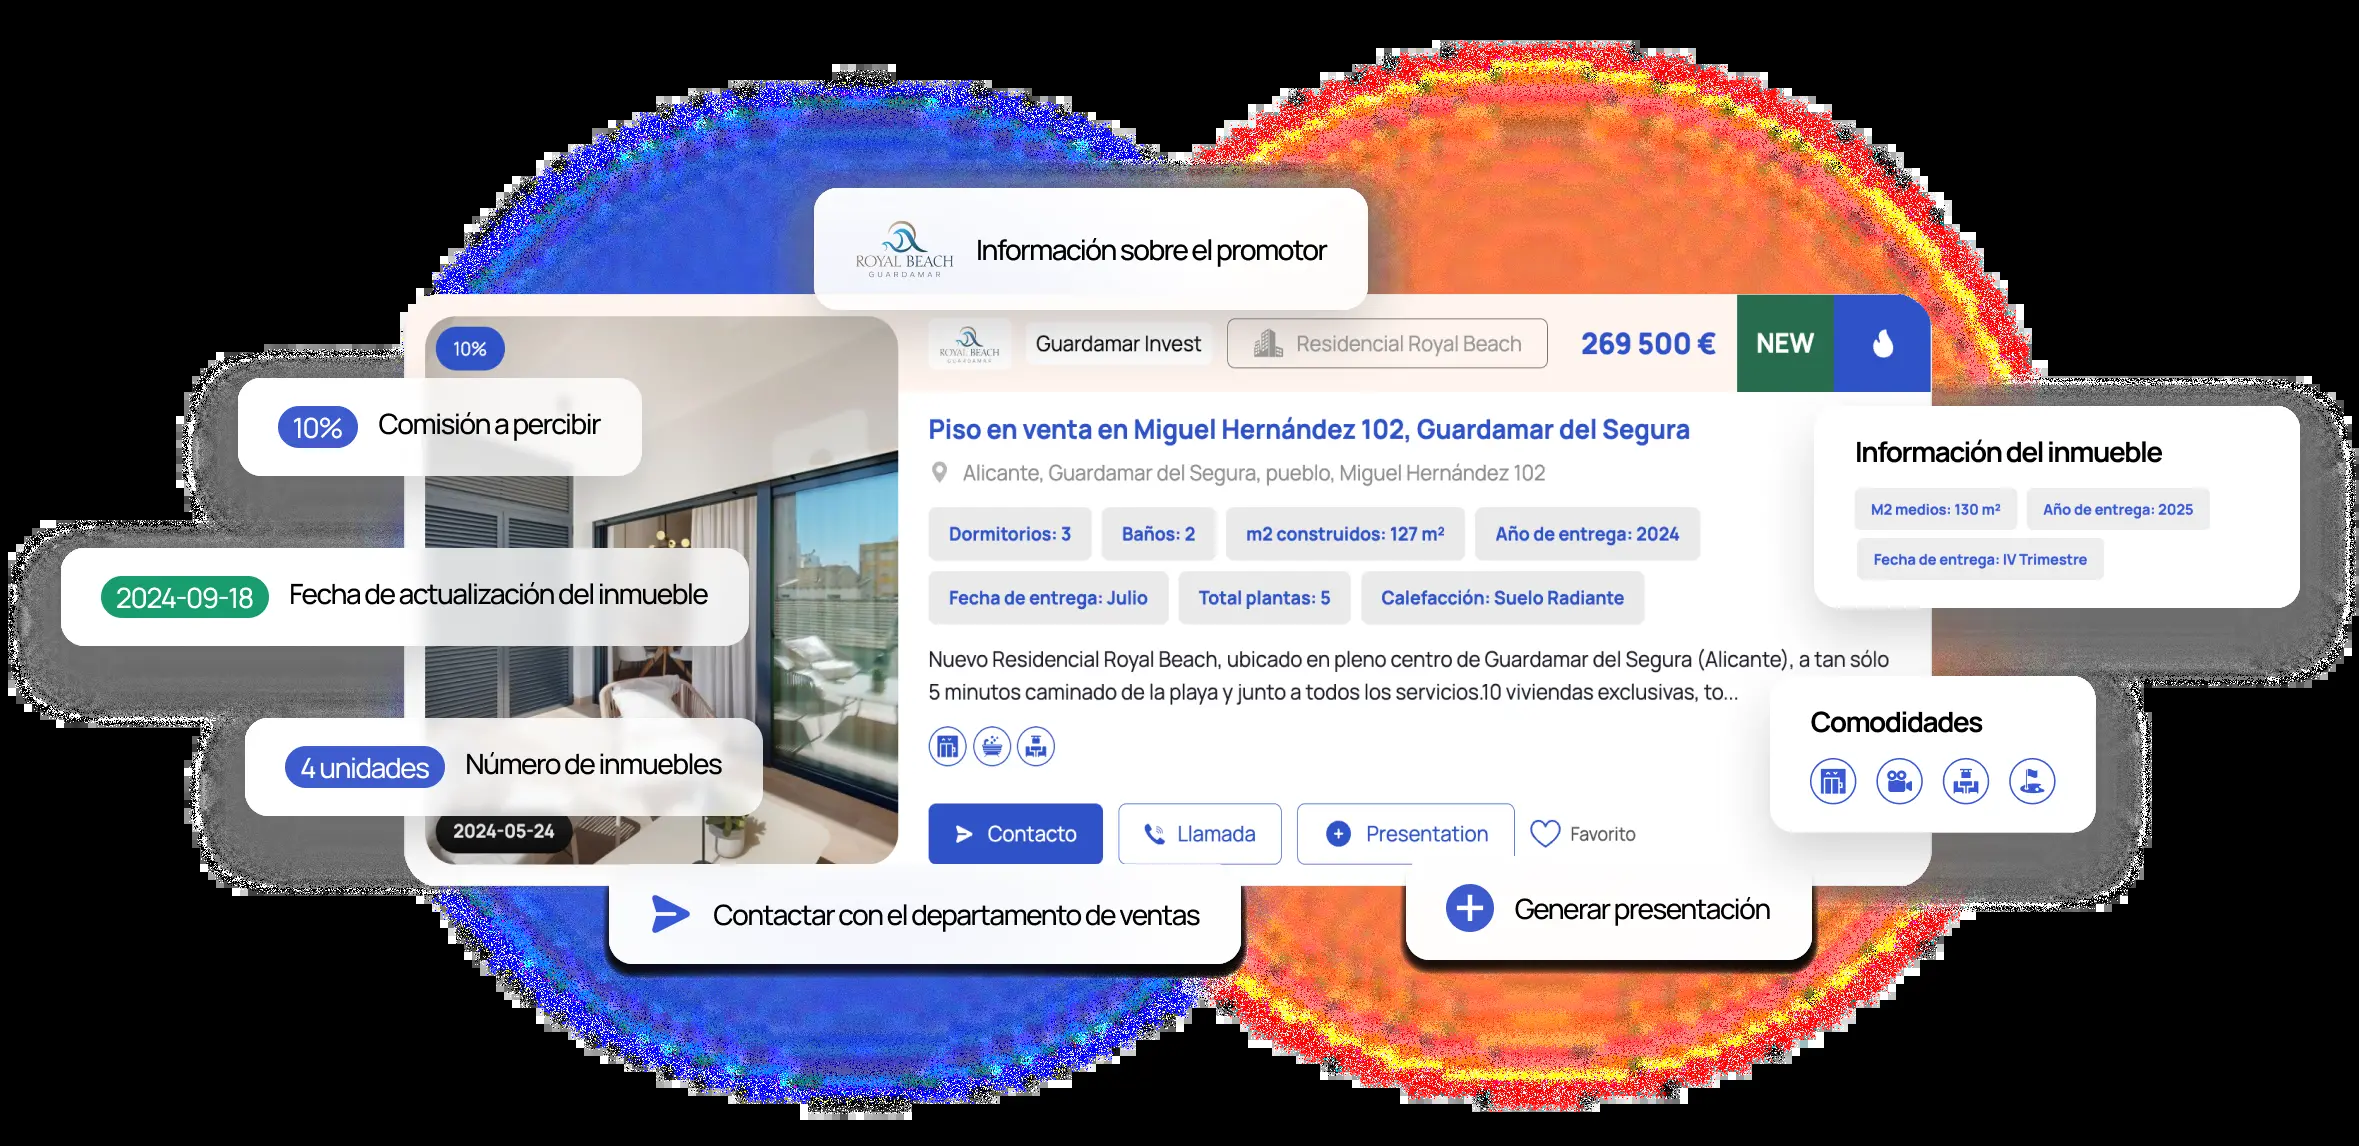 ROYAL BEACH
GUARDAMAR
Información sobre el promotor
10%
ROYAL BEACH
GUARDAMAR
Guardamar Invest
Residencial Royal Beach
269 500 €
NEW
10% Comisión a percibir
Piso en venta en Miguel Hernández 102, Guardamar del Segura
Alicante, Guardamar del Segura, pueblo, Miguel Hernández 102
Información del inmueble
M2 medios: 130 m² Año de entrega: 2025
Fecha de entrega: IV Trimestre
Dormitorios: 3 Baños: 2 m2 construidos: 127 m² Año de entrega: 2024
Fecha de entrega: Julio Total plantas: 5 Calefacción: Suelo Radiante
2024-09-18 Fecha de actualización del inmueble
Nuevo Residencial Royal Beach, ubicado en pleno centro de Guardamar del Segura (Alicante), a tan sólo
5 minutos caminado de la playa y junto a todos los servicios.10 viviendas exclusivas, to...
Comodidades
4 unidades Número de inmuebles
2024-05-24
Contacto Llamada Presentation Favorito
Contactar con el departamento de ventas
Generar presentación